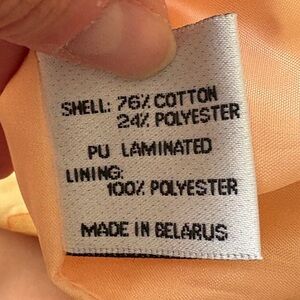 SHELL: 76% COTTON
24% POLYESTER
PU LAMINATED
LINING:
100% POLYESTER
MADE IN BELARUS